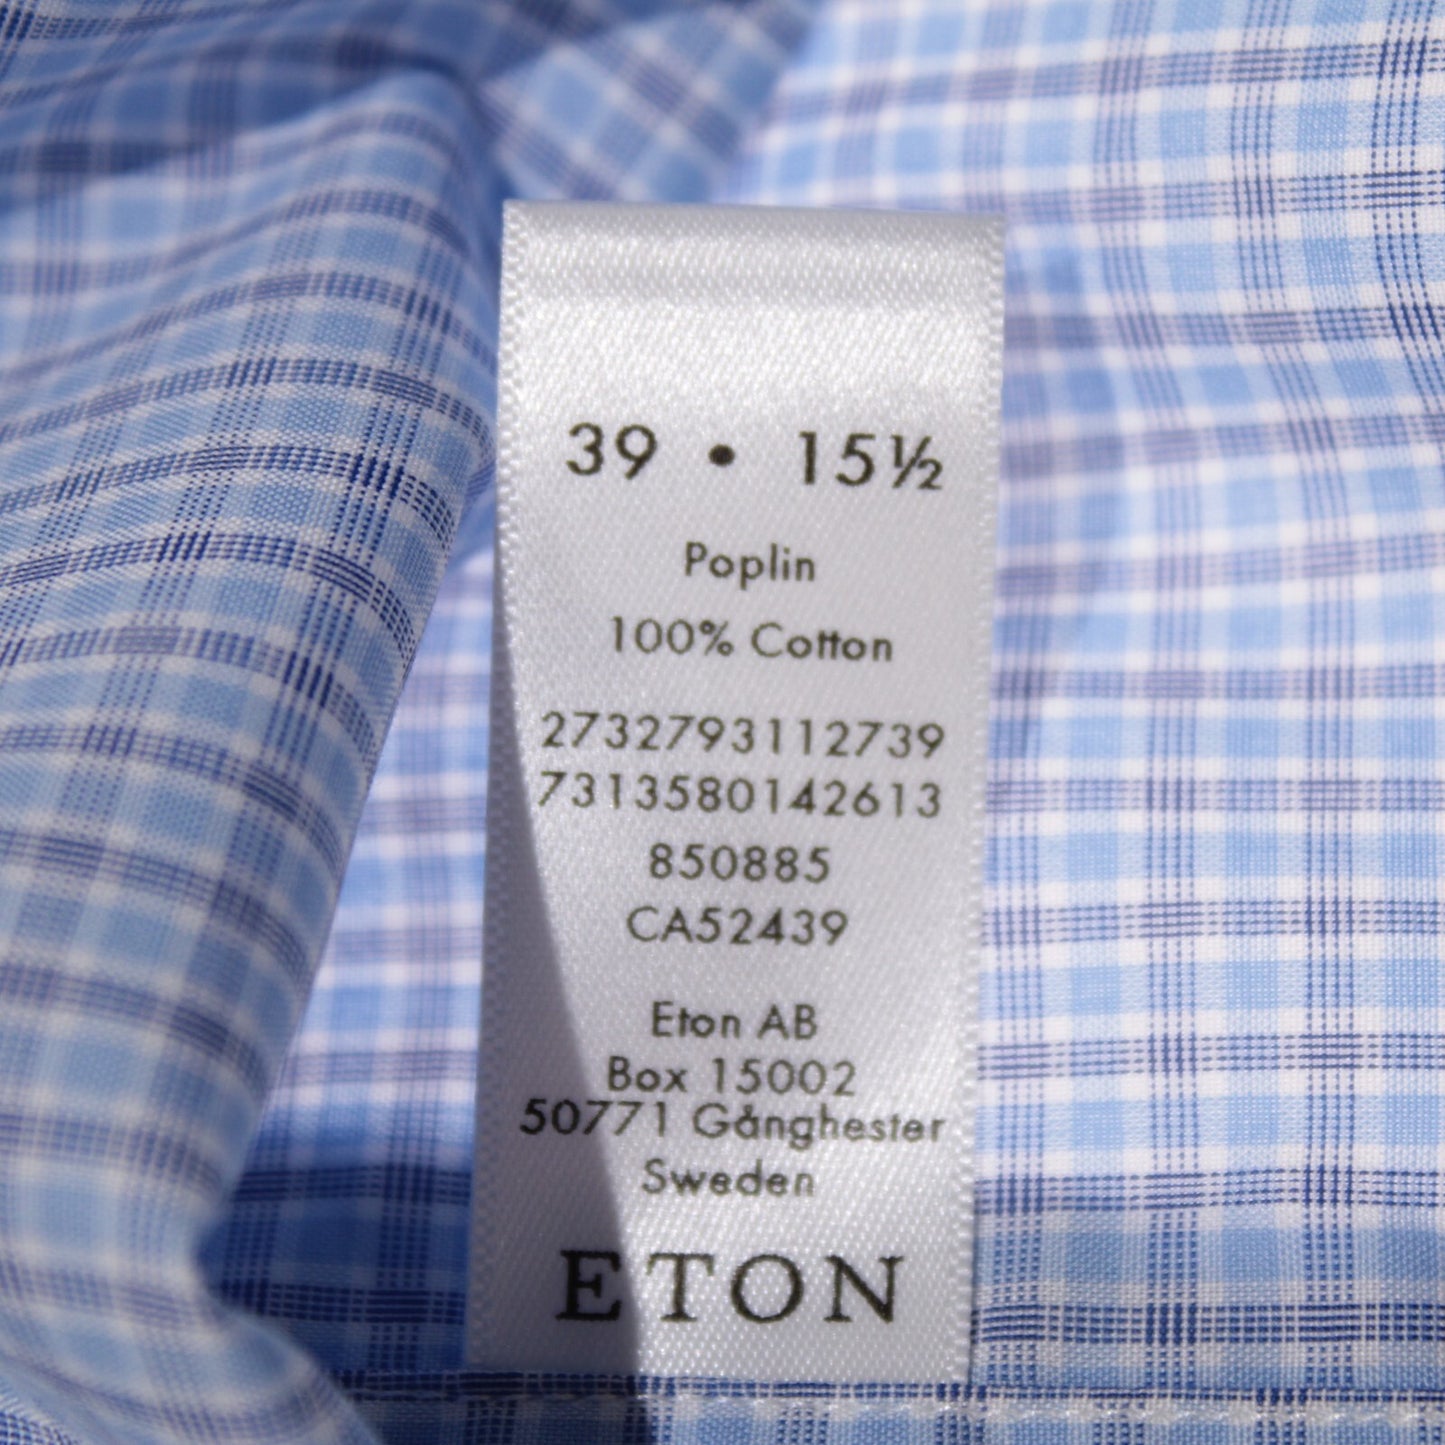 39 • 15½
Poplin
100% Cotton
2732793112739
7313580142613
850885
CA52439
Eton AB
Box 15002
50771 Gånghester
Sweden
ETON